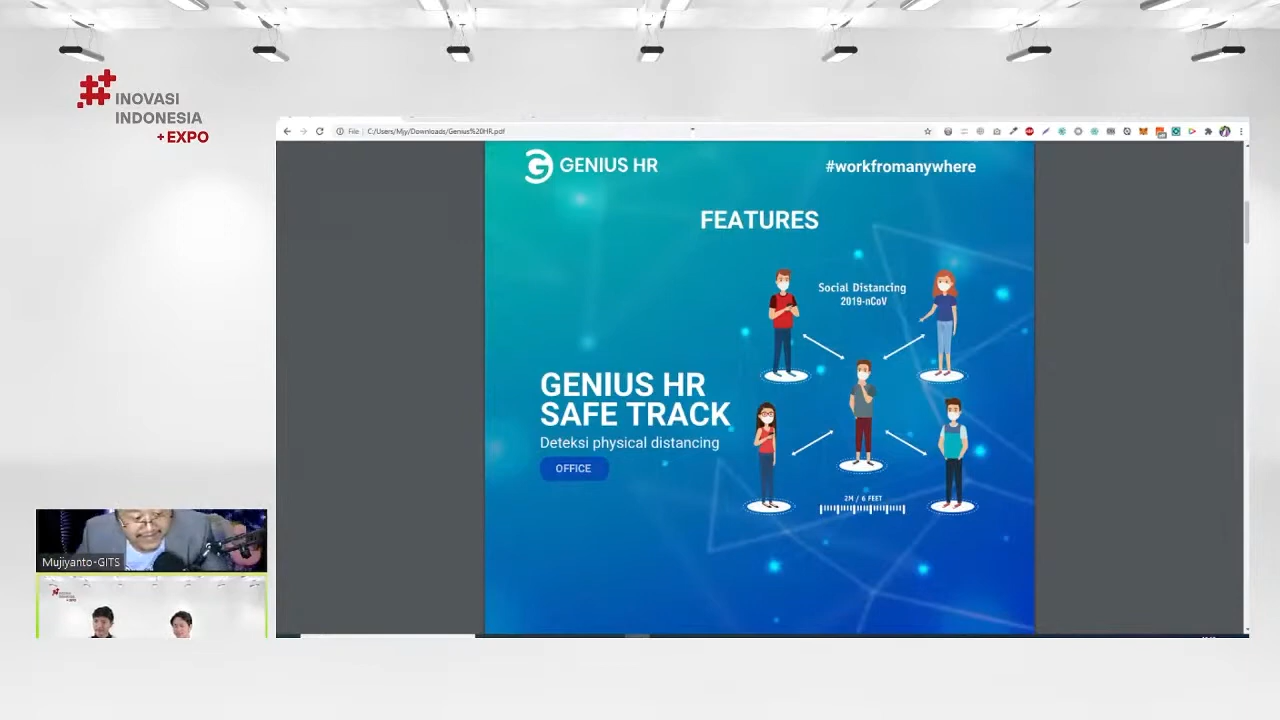 INOVASI
INDONESIA
+EXPO
File
C:/Users/Mjy/Downloads/Genius%20HR.pdf
GENIUS HR
#workfromanywhere
FEATURES
Social Distancing
2019-nCoV
GENIUS HR
SAFE TRACK
Deteksi physical distancing
OFFICE
2M / 6 FEET
Mujiyanto-GITS